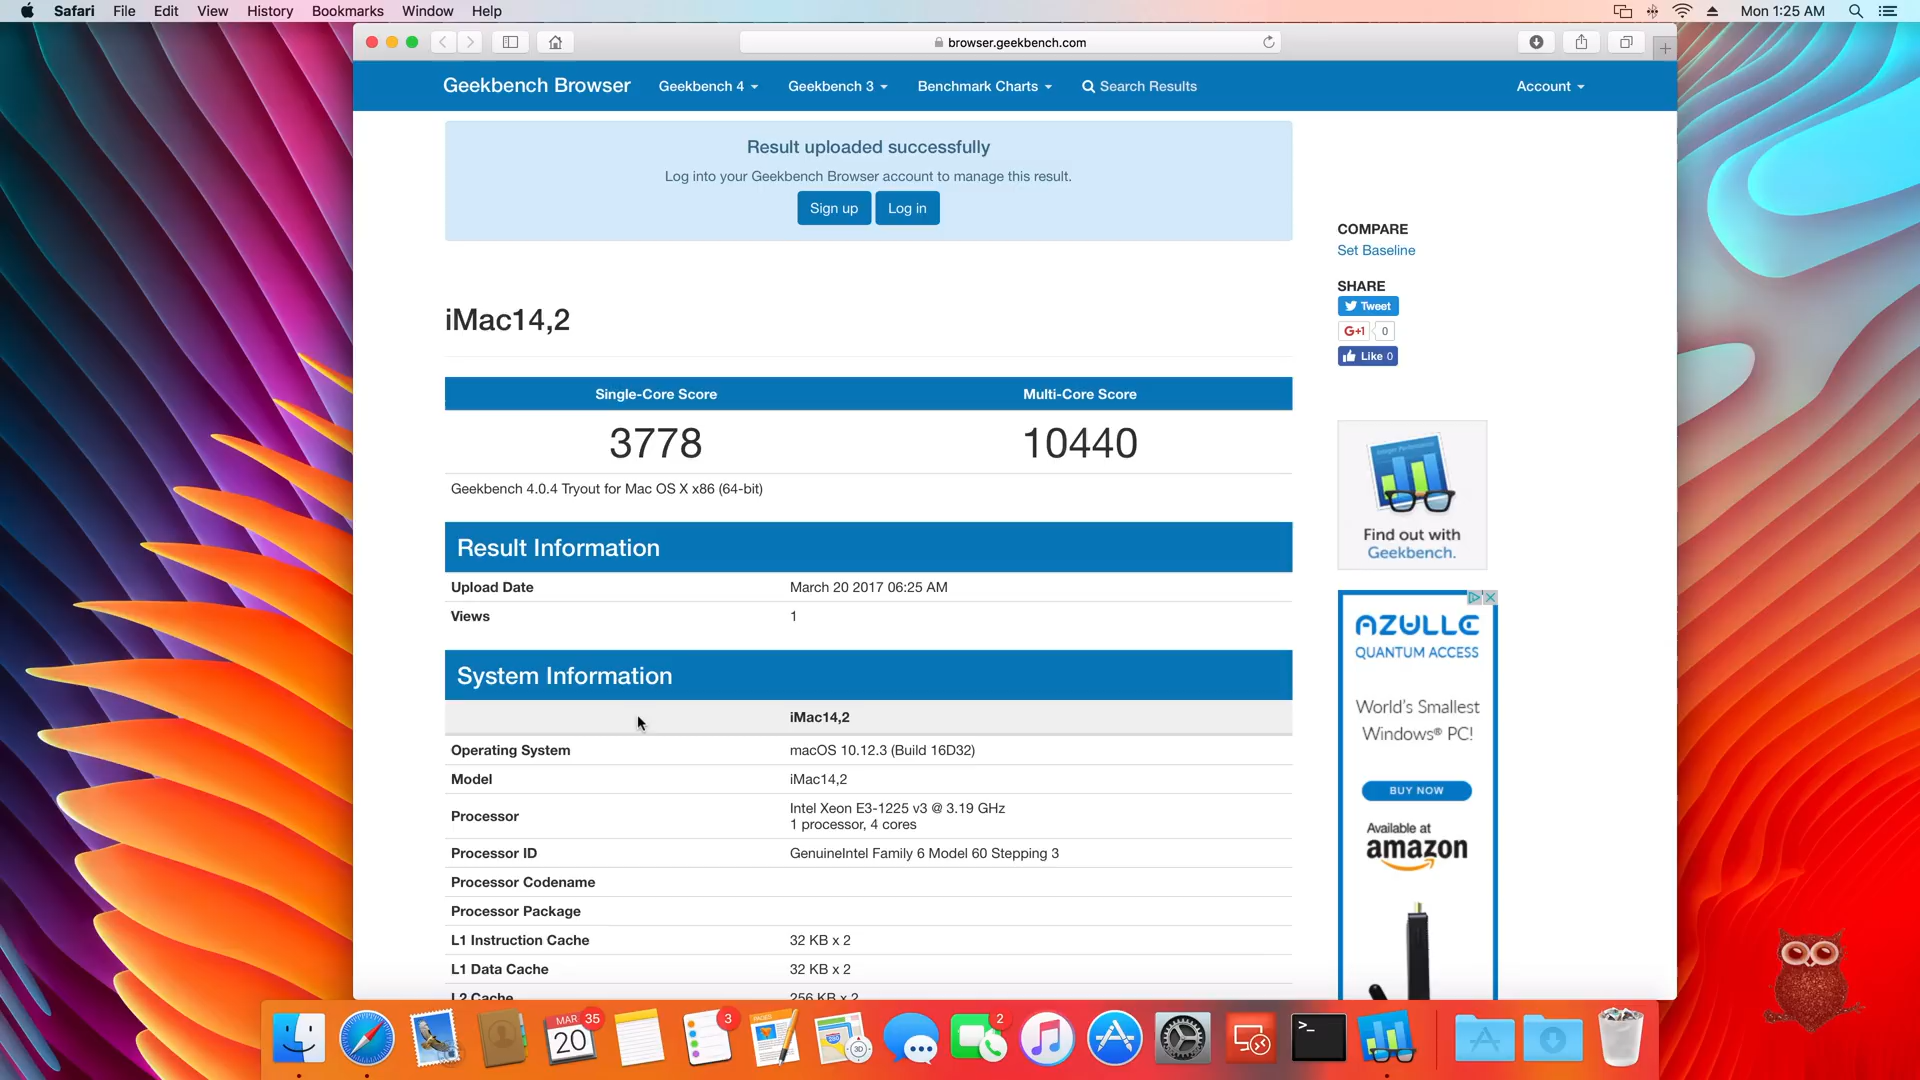 Safari File Edit View History Bookmarks Window Help
Mon 1:25 AM
browser.geekbench.com
Geekbench Browser Geekbench 4 Geekbench 3 Benchmark Charts Search Results Account
Result uploaded successfully
Log into your Geekbench Browser account to manage this result.
Sign up Log in
COMPARE
Set Baseline
SHARE
Tweet
G+1 0
Like 0
iMac14,2
Single-Core Score Multi-Core Score
3778 10440
Geekbench 4.0.4 Tryout for Mac OS X x86 (64-bit)
Find out with
Geekbench.
Result Information
Upload Date March 20 2017 06:25 AM
Views 1
System Information
iMac14,2
Operating System macOS 10.12.3 (Build 16D32)
Model iMac14,2
Processor Intel Xeon E3-1225 v3 @ 3.19 GHz
1 processor, 4 cores
Processor ID GenuineIntel Family 6 Model 60 Stepping 3
Processor Codename
Processor Package
L1 Instruction Cache 32 KB x 2
L1 Data Cache 32 KB x 2
L2 Cache 256 KB x 2
AZULLE
QUANTUM ACCESS
World's Smallest
Windows® PC!
BUY NOW
Available at
amazon
MAR 35
20
3
PAGES
280
3D
2
>_